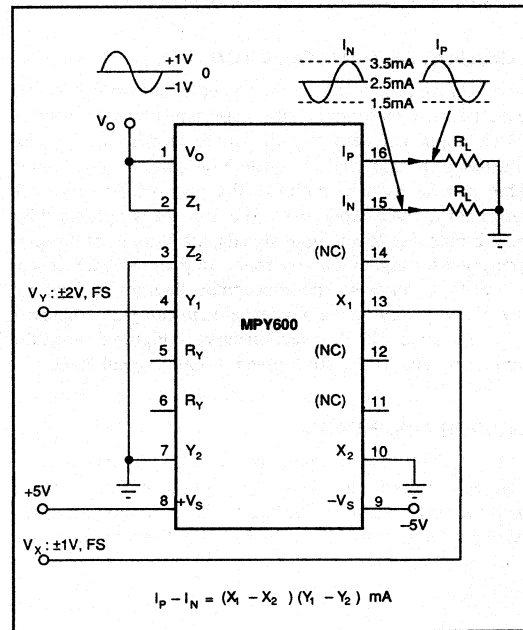 I_N I_P
+1V 0
−1V
3.5mA
2.5mA
1.5mA
V_O
1 V_O I_P 16 R_L
2 Z_1 I_N 15 R_L
3 Z_2 (NC) 14
V_Y : ±2V, FS
4 Y_1 X_1 13
MPY600
5 R_Y (NC) 12
6 R_Y (NC) 11
7 Y_2 X_2 10
+5V
8 +V_S −V_S 9
−5V
V_X : ±1V, FS
I_P − I_N = (X_1 − X_2) (Y_1 − Y_2) mA